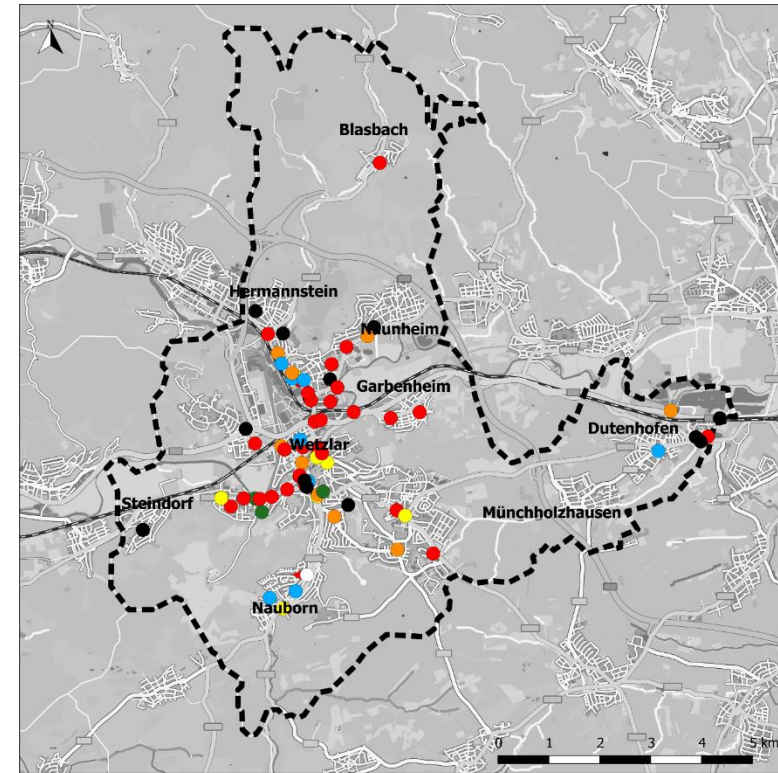 Blasbach
Hermannstein
Naunheim
Garbenheim
Dutenhofen
Wetzlar
Steindorf
Münchholzhausen
Nauborn
0 1 2 3 4 5 km